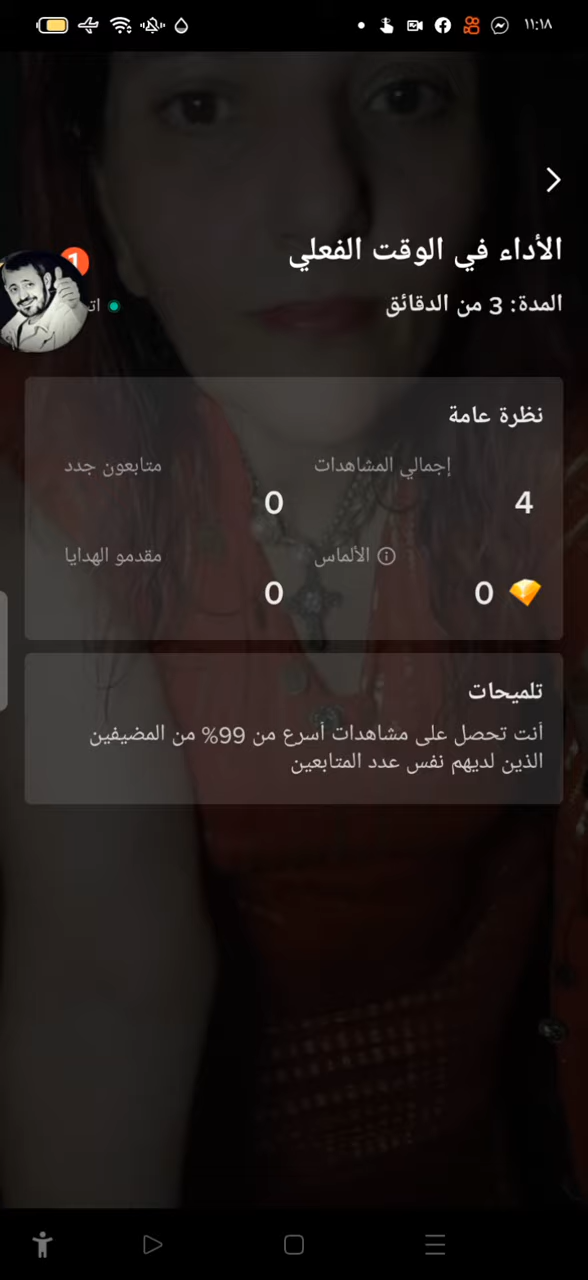 ١١:١٨
الأداء في الوقت الفعلي
1
المدة: 3 من الدقائق
نظرة عامة
إجمالي المشاهدات
متابعون جدد
4
0
الألماس
مقدمو الهدايا
0
0
تلميحات
أنت تحصل على مشاهدات أسرع من 99% من المضيفين
الذين لديهم نفس عدد المتابعين